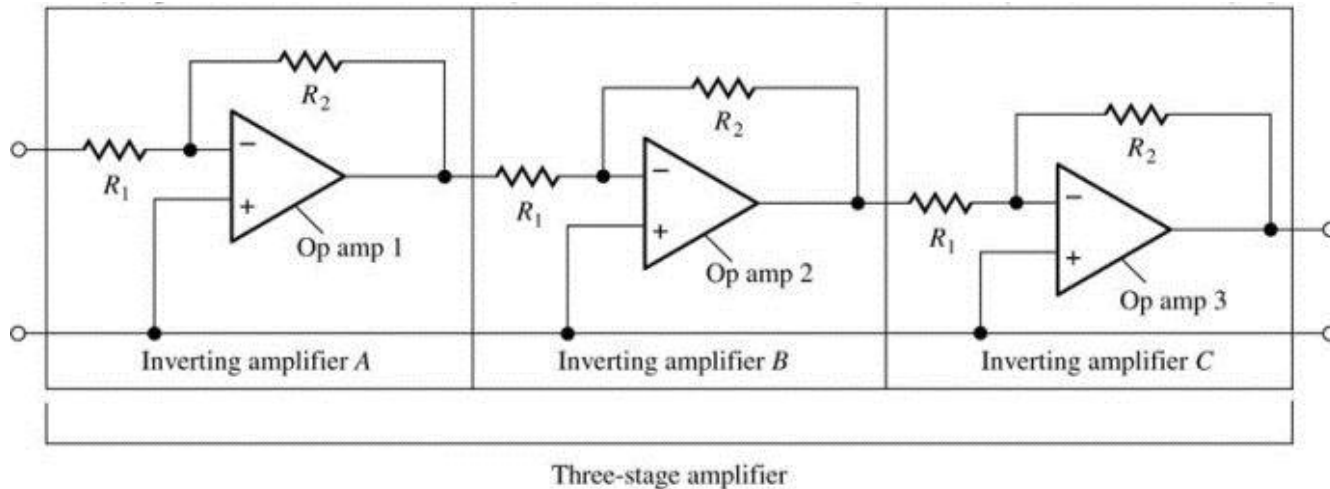 R2
R1
−
+
Op amp 1
R2
R1
−
+
Op amp 2
R2
R1
−
+
Op amp 3
Inverting amplifier A
Inverting amplifier B
Inverting amplifier C
Three-stage amplifier